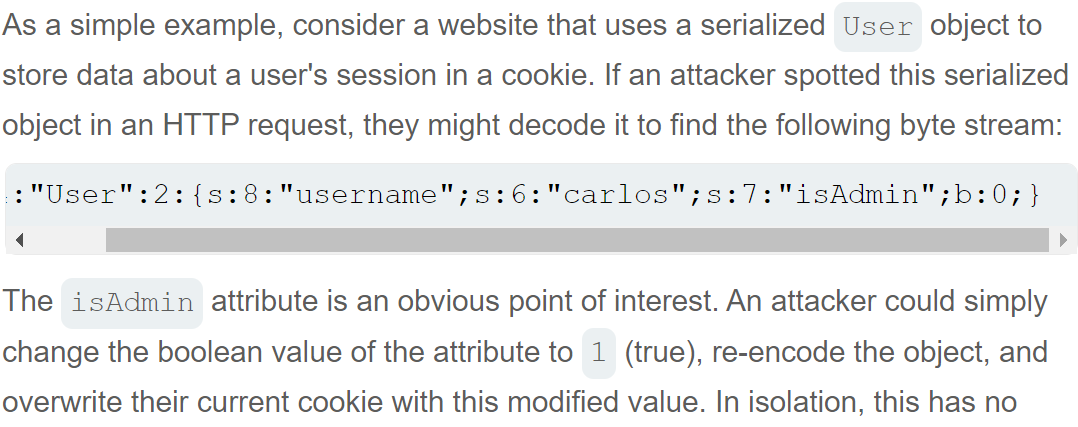 As a simple example, consider a website that uses a serialized User object to
store data about a user's session in a cookie. If an attacker spotted this serialized
object in an HTTP request, they might decode it to find the following byte stream:
:"User":2:{s:8:"username";s:6:"carlos";s:7:"isAdmin";b:0;}
The isAdmin attribute is an obvious point of interest. An attacker could simply
change the boolean value of the attribute to 1 (true), re-encode the object, and
overwrite their current cookie with this modified value. In isolation, this has no